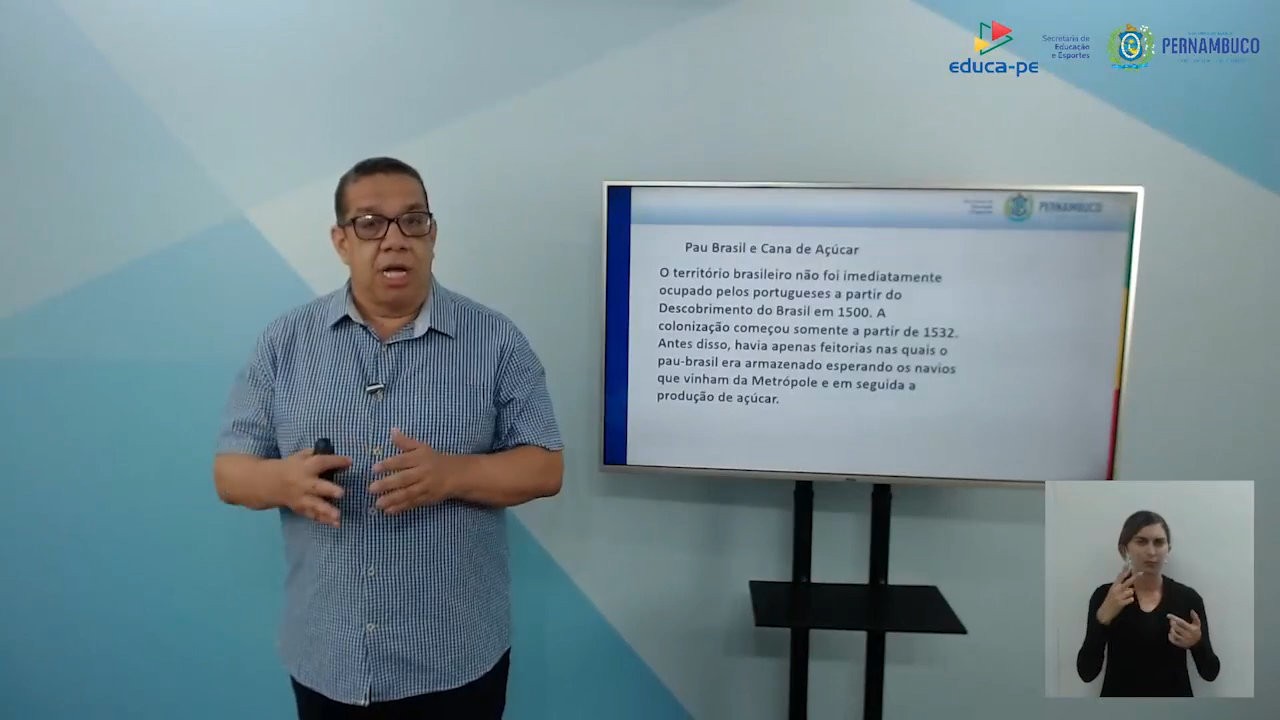 educa-pe
Secretaria de
Educação
e Esportes
PERNAMBUCO
PERNAMBUCO
Pau Brasil e Cana de Açúcar
O território brasileiro não foi imediatamente
ocupado pelos portugueses a partir do
Descobrimento do Brasil em 1500. A
colonização começou somente a partir de 1532.
Antes disso, havia apenas feitorias nas quais o
pau-brasil era armazenado esperando os navios
que vinham da Metrópole e em seguida a
produção de açúcar.